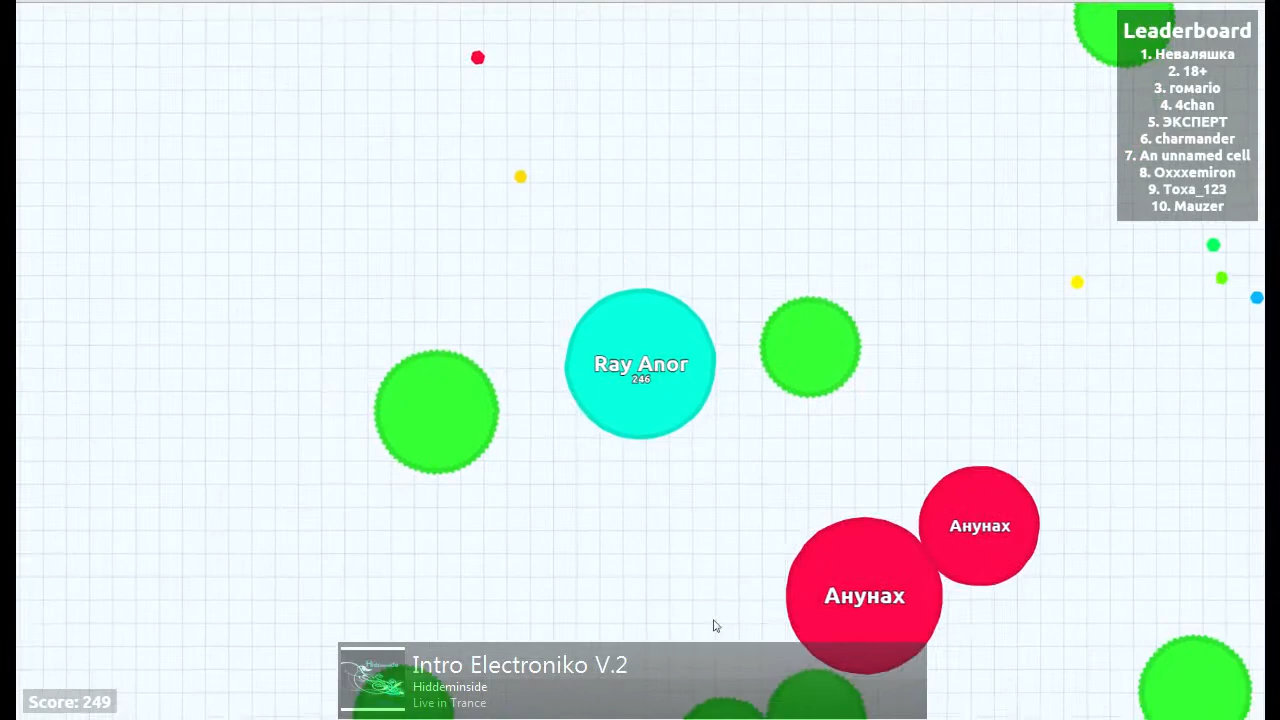 Leaderboard
1. Неваляшка
2. 18+
3. romario
4. 4chan
5. ЭКСПЕРТ
6. charmander
7. An unnamed cell
8. Oxxxemiron
9. Toxa_123
10. Mauzer
Ray Anor
246
Анунах
Анунах
Intro Electroniko V.2
Hiddeminside
Live in Trance
Score: 249